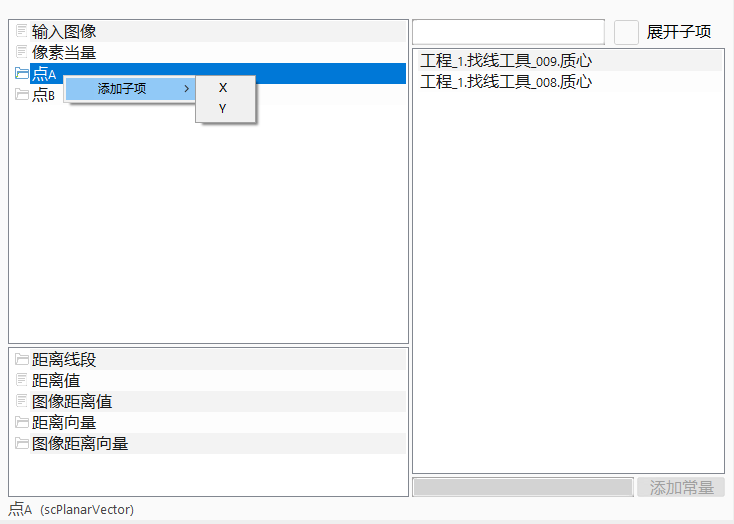 输入图像
像素当量
点A
点B
添加子项
X
Y
展开子项
工程_1.找线工具_009.质心
工程_1.找线工具_008.质心
距离线段
距离值
图像距离值
距离向量
图像距离向量
添加常量
点A (scPlanarVector)